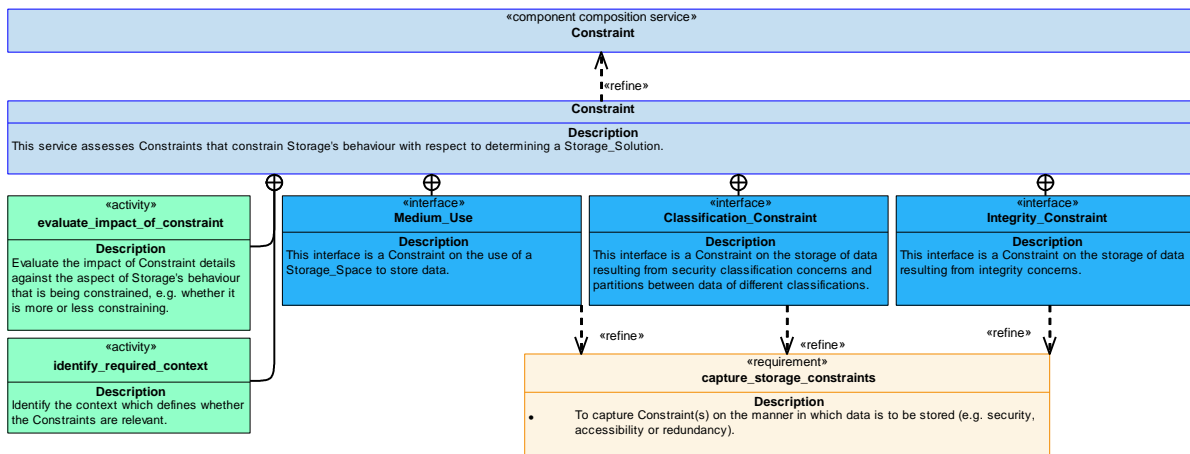 «component composition service»
Constraint
«refine»
Constraint
Description
This service assesses Constraints that constrain Storage's behaviour with respect to determining a Storage_Solution.
«activity»
evaluate_impact_of_constraint
Description
Evaluate the impact of Constraint details
against the aspect of Storage's behaviour
that is being constrained, e.g. whether it
is more or less constraining.
«interface»
Medium_Use
Description
This interface is a Constraint on the use of a
Storage_Space to store data.
«interface»
Classification_Constraint
Description
This interface is a Constraint on the storage of data
resulting from security classification concerns and
partitions between data of different classifications.
«interface»
Integrity_Constraint
Description
This interface is a Constraint on the storage of data
resulting from integrity concerns.
«refine»
«refine»
«refine»
«activity»
identify_required_context
Description
Identify the context which defines whether
the Constraints are relevant.
«requirement»
capture_storage_constraints
Description
• To capture Constraint(s) on the manner in which data is to be stored (e.g. security,
accessibility or redundancy).